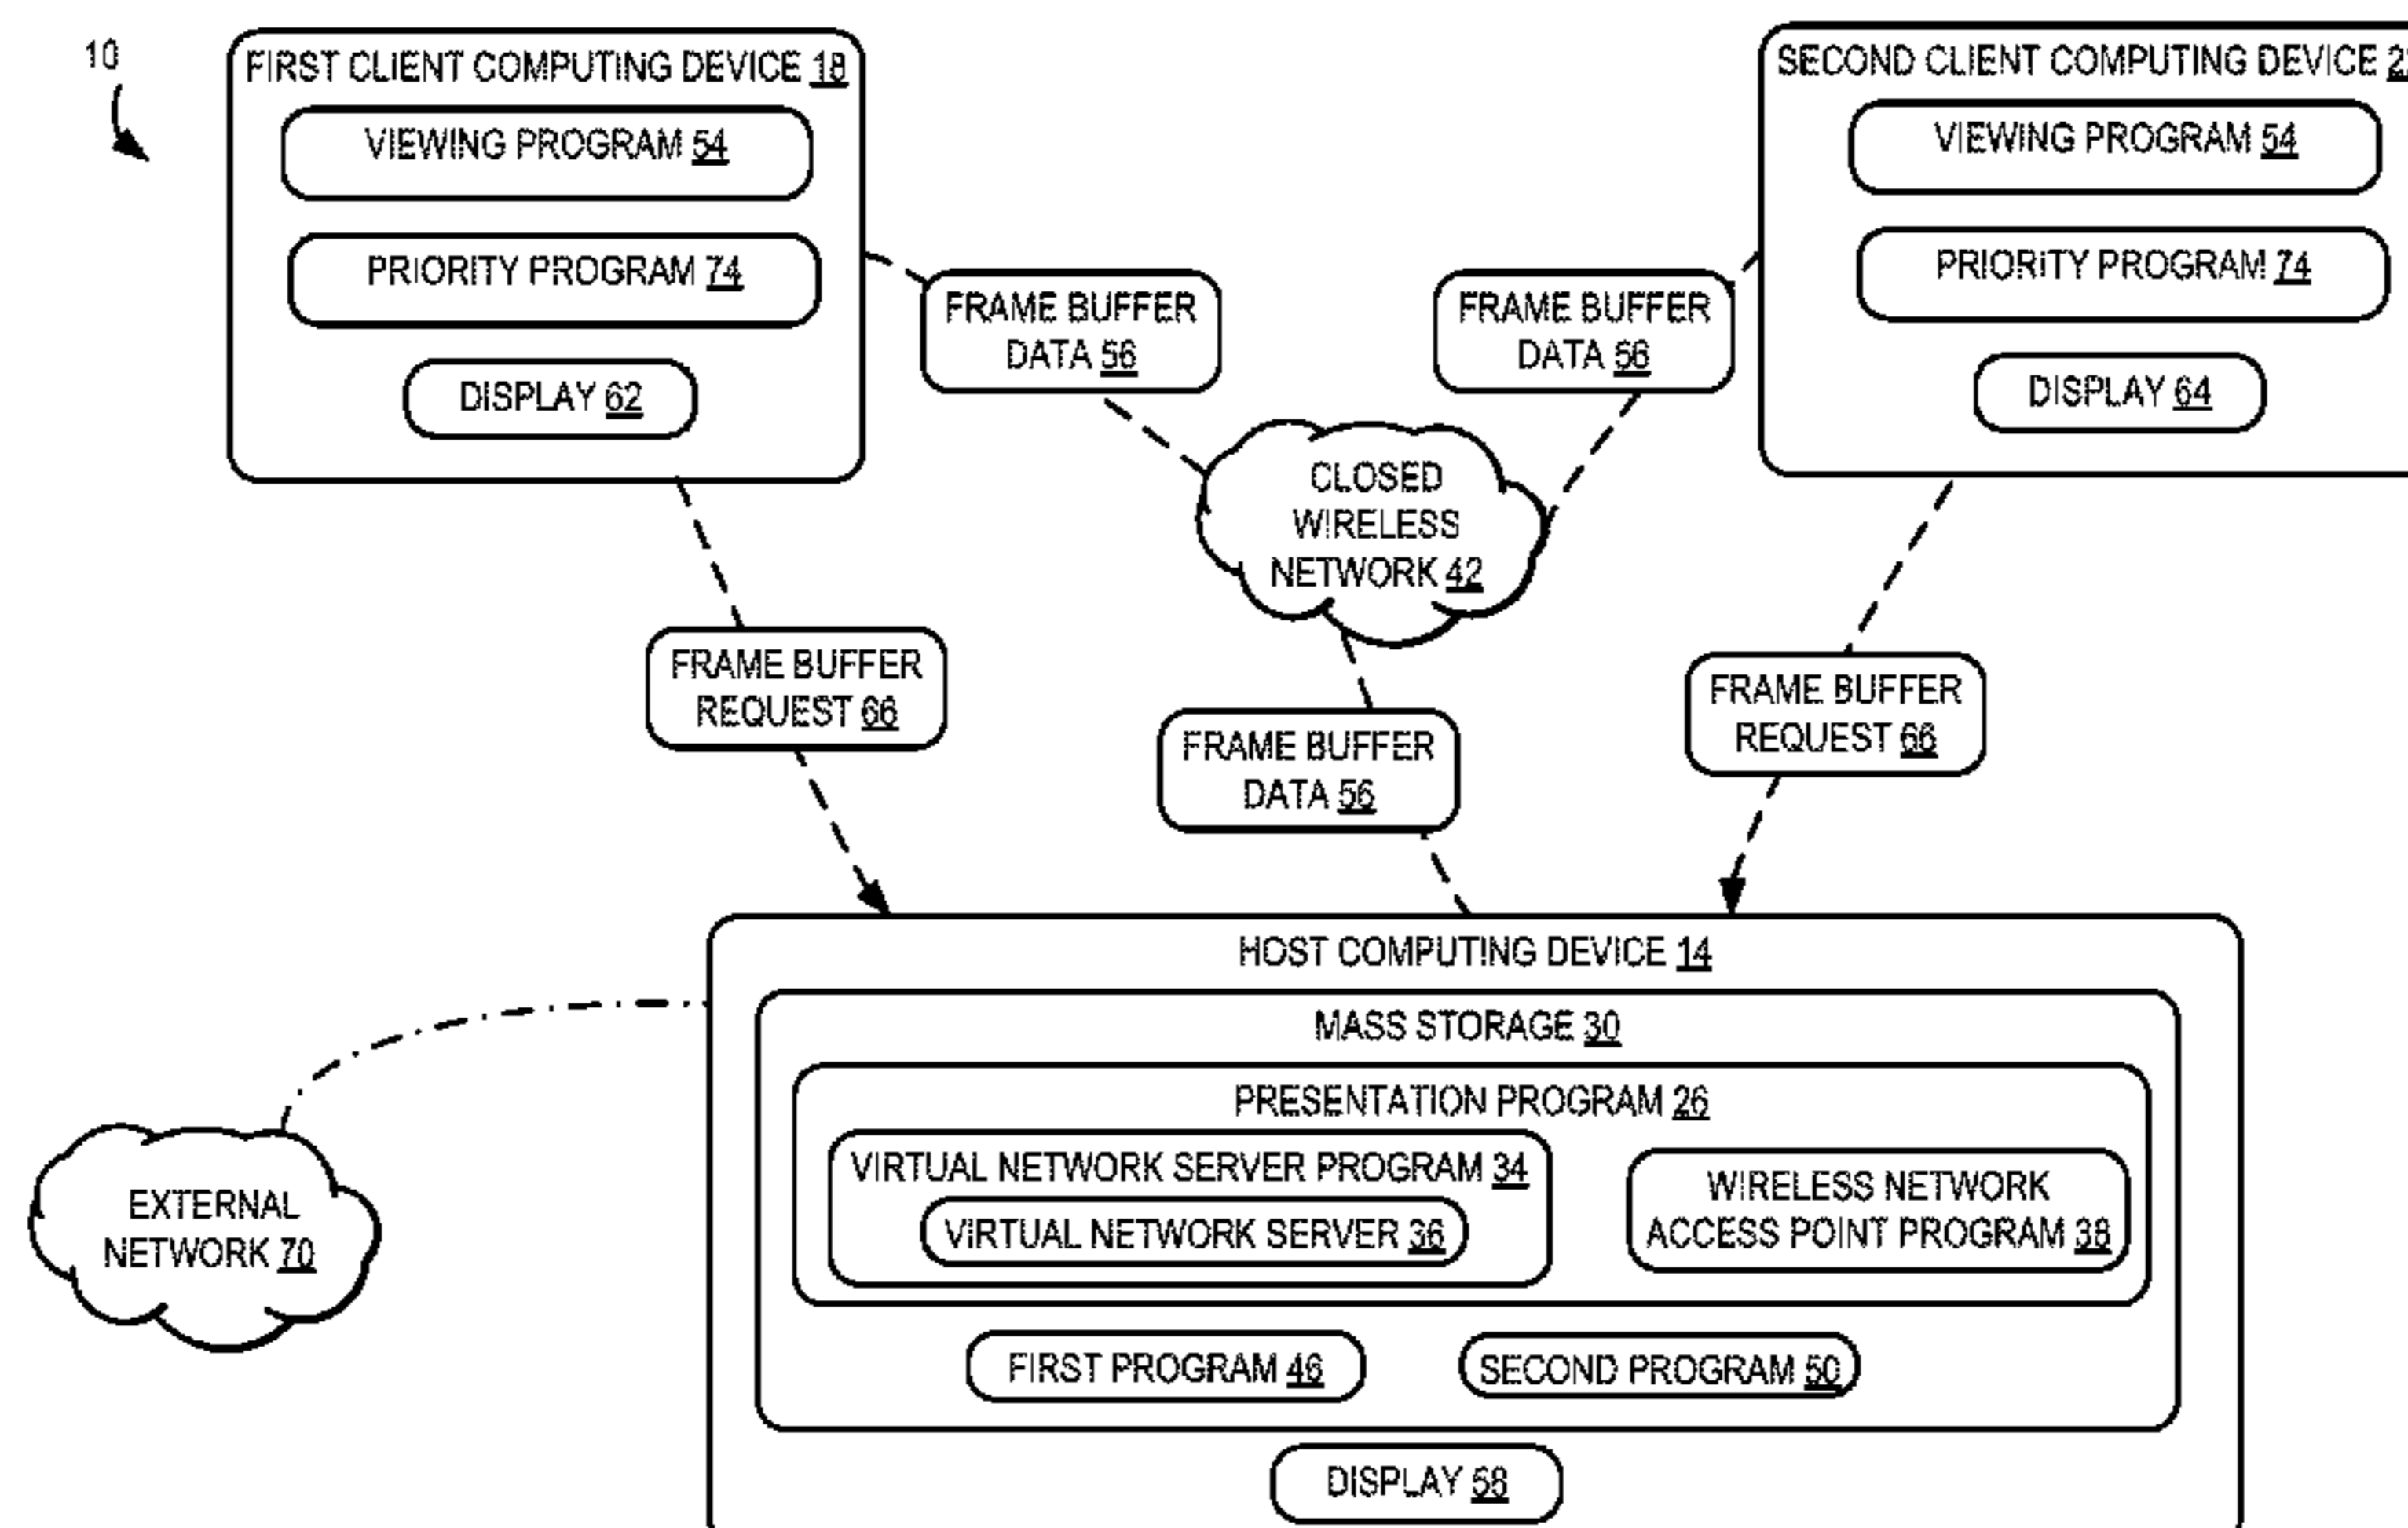 10
FIRST CLIENT COMPUTING DEVICE 18
VIEWING PROGRAM 54
PRIORITY PROGRAM 74
DISPLAY 62
SECOND CLIENT COMPUTING DEVICE
VIEWING PROGRAM 54
PRIORITY PROGRAM 74
DISPLAY 64
FRAME BUFFER
DATA 56
FRAME BUFFER
DATA 56
CLOSED
WIRELESS
NETWORK 42
FRAME BUFFER
REQUEST 66
FRAME BUFFER
DATA 56
FRAME BUFFER
REQUEST 66
HOST COMPUTING DEVICE 14
MASS STORAGE 30
PRESENTATION PROGRAM 26
VIRTUAL NETWORK SERVER PROGRAM 34
VIRTUAL NETWORK SERVER 36
WIRELESS NETWORK
ACCESS POINT PROGRAM 38
EXTERNAL
NETWORK 70
FIRST PROGRAM 46
SECOND PROGRAM 50
DISPLAY 58